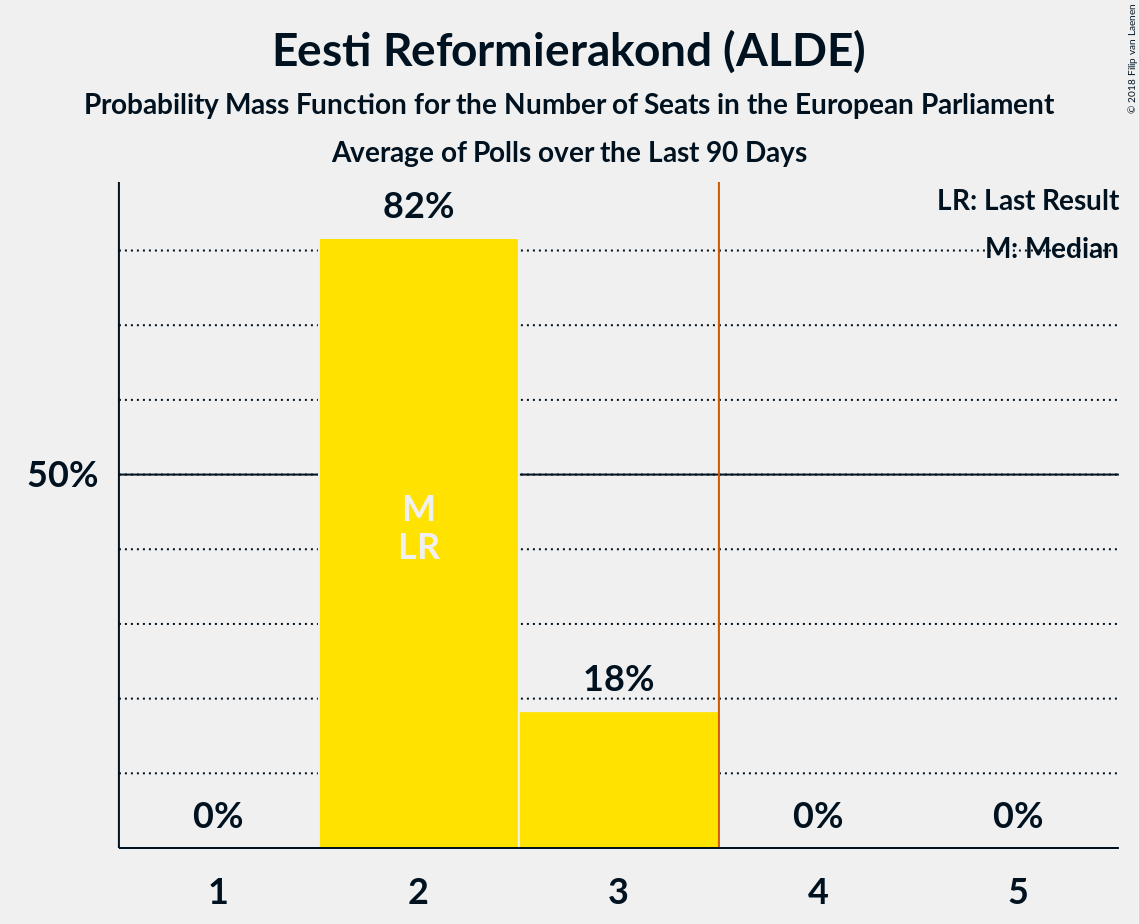 Eesti Reformierakond (ALDE)
Probability Mass Function for the Number of Seats in the European Parliament
Average of Polls over the Last 90 Days
© 2018 Filip van Laenen
LR: Last Result
M: Median
82%
50%
M
LR
18%
0%
0%
0%
1
2
3
4
5